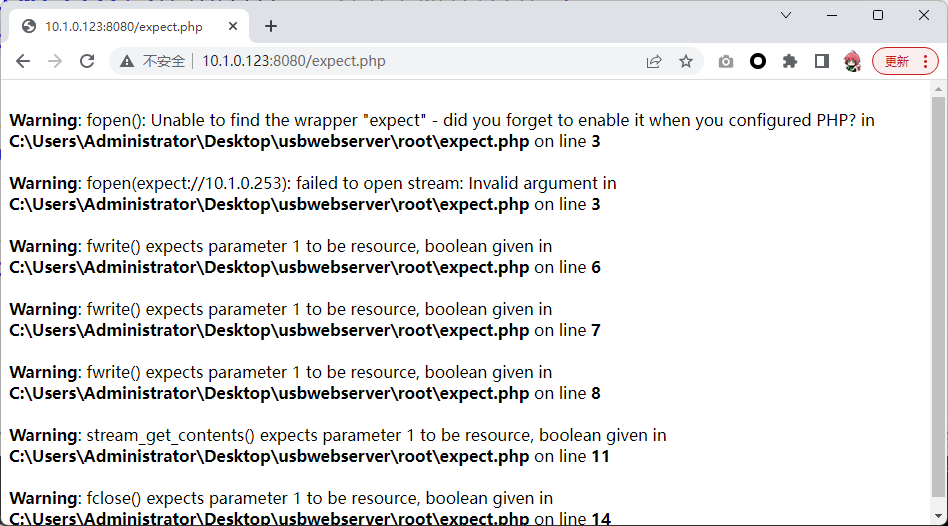 10.1.0.123:8080/expect.php
不安全 10.1.0.123:8080/expect.php
更新
Warning: fopen(): Unable to find the wrapper "expect" - did you forget to enable it when you configured PHP? in
C:\Users\Administrator\Desktop\usbwebserver\root\expect.php on line 3
Warning: fopen(expect://10.1.0.253): failed to open stream: Invalid argument in
C:\Users\Administrator\Desktop\usbwebserver\root\expect.php on line 3
Warning: fwrite() expects parameter 1 to be resource, boolean given in
C:\Users\Administrator\Desktop\usbwebserver\root\expect.php on line 6
Warning: fwrite() expects parameter 1 to be resource, boolean given in
C:\Users\Administrator\Desktop\usbwebserver\root\expect.php on line 7
Warning: fwrite() expects parameter 1 to be resource, boolean given in
C:\Users\Administrator\Desktop\usbwebserver\root\expect.php on line 8
Warning: stream_get_contents() expects parameter 1 to be resource, boolean given in
C:\Users\Administrator\Desktop\usbwebserver\root\expect.php on line 11
Warning: fclose() expects parameter 1 to be resource, boolean given in
C:\Users\Administrator\Desktop\usbwebserver\root\expect.php on line 14